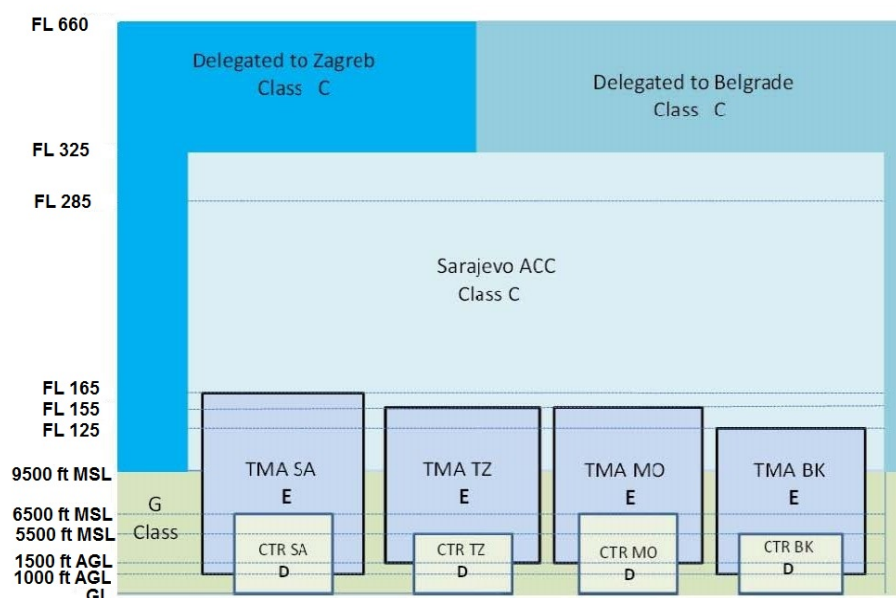 FL 660
Delegated to Zagreb
Class C
Delegated to Belgrade
Class C
FL 325
FL 285
Sarajevo ACC
Class C
FL 165
FL 155
FL 125
9500 ft MSL
TMA SA
E
TMA TZ
E
TMA MO
E
TMA BK
E
G
Class
6500 ft MSL
5500 ft MSL
CTR SA
D
CTR TZ
D
CTR MO
D
CTR BK
D
1500 ft AGL
1000 ft AGL
GL